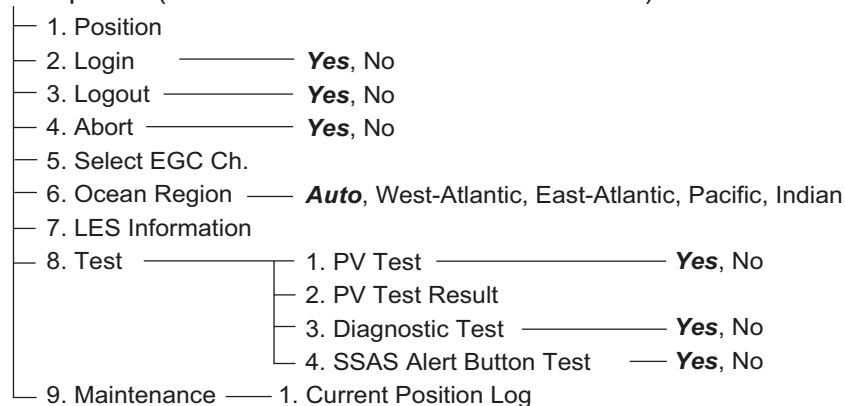 1. Position
2. Login Yes, No
3. Logout Yes, No
4. Abort Yes, No
5. Select EGC Ch.
6. Ocean Region Auto, West-Atlantic, East-Atlantic, Pacific, Indian
7. LES Information
8. Test 1. PV Test Yes, No
2. PV Test Result
3. Diagnostic Test Yes, No
4. SSAS Alert Button Test Yes, No
9. Maintenance 1. Current Position Log